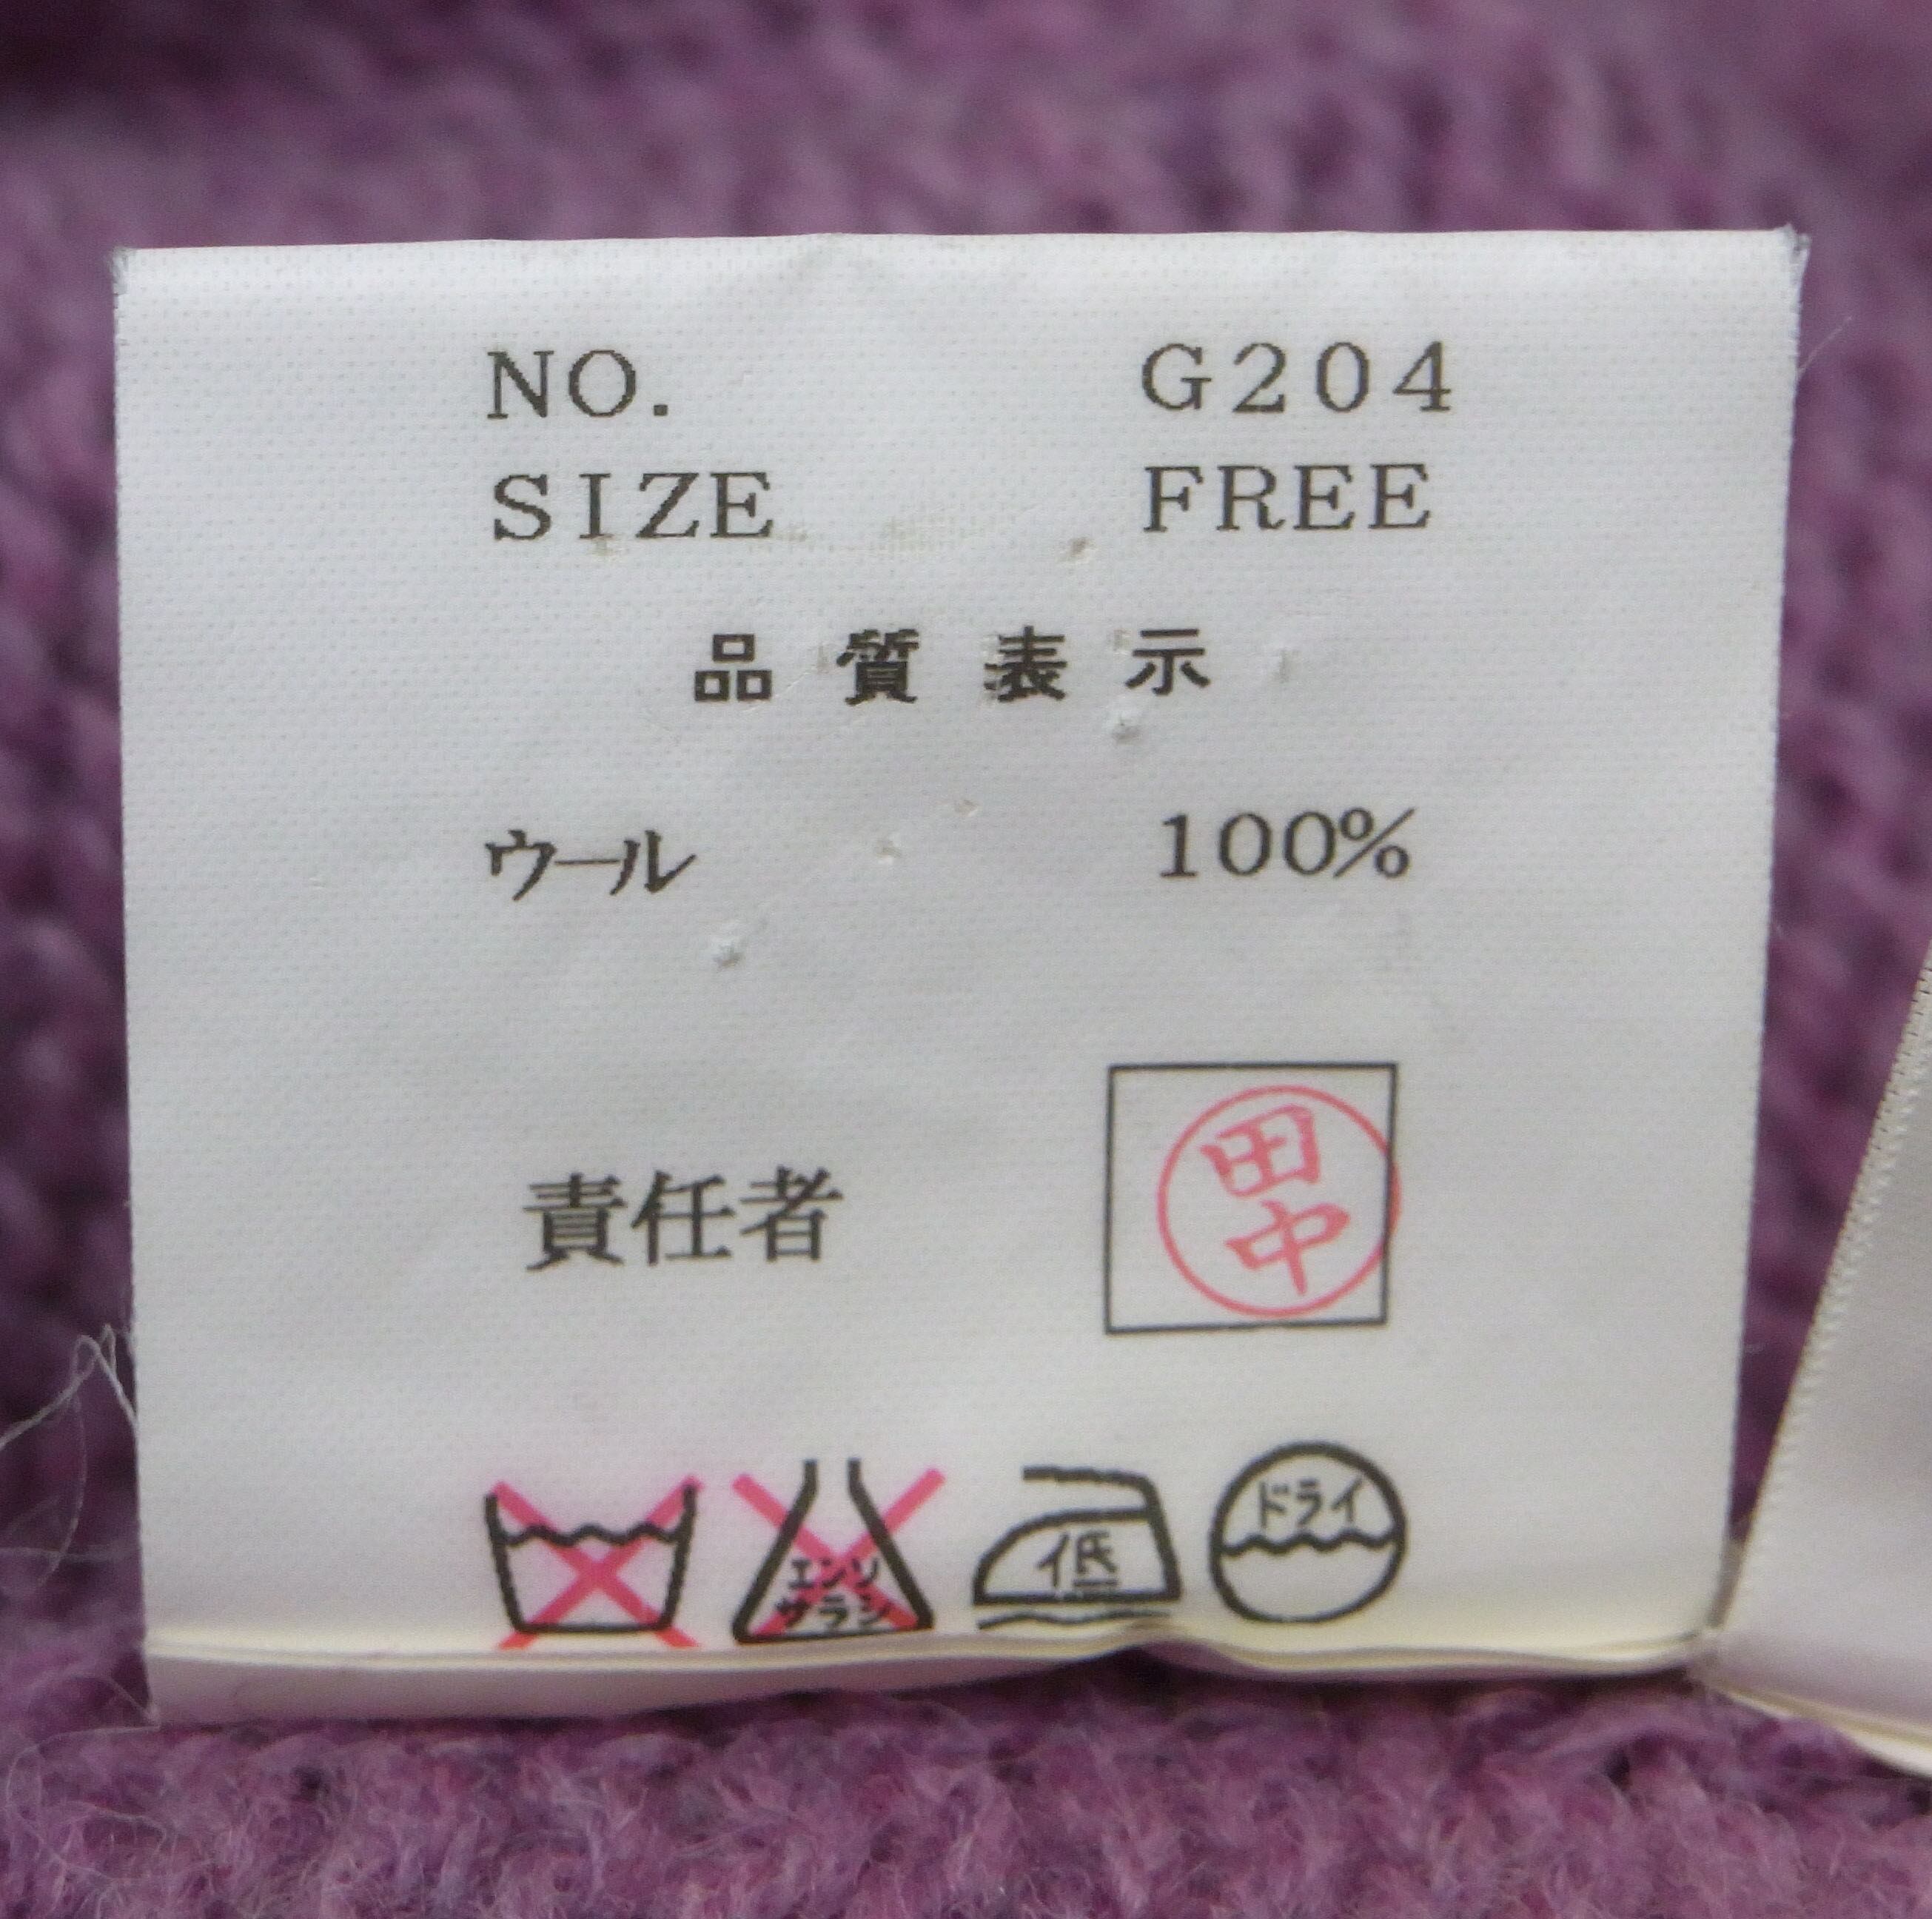 NO. G204
SIZE FREE
品質表示
ウール 100%
責任者 田中
エンソサラシ 低 ドライ